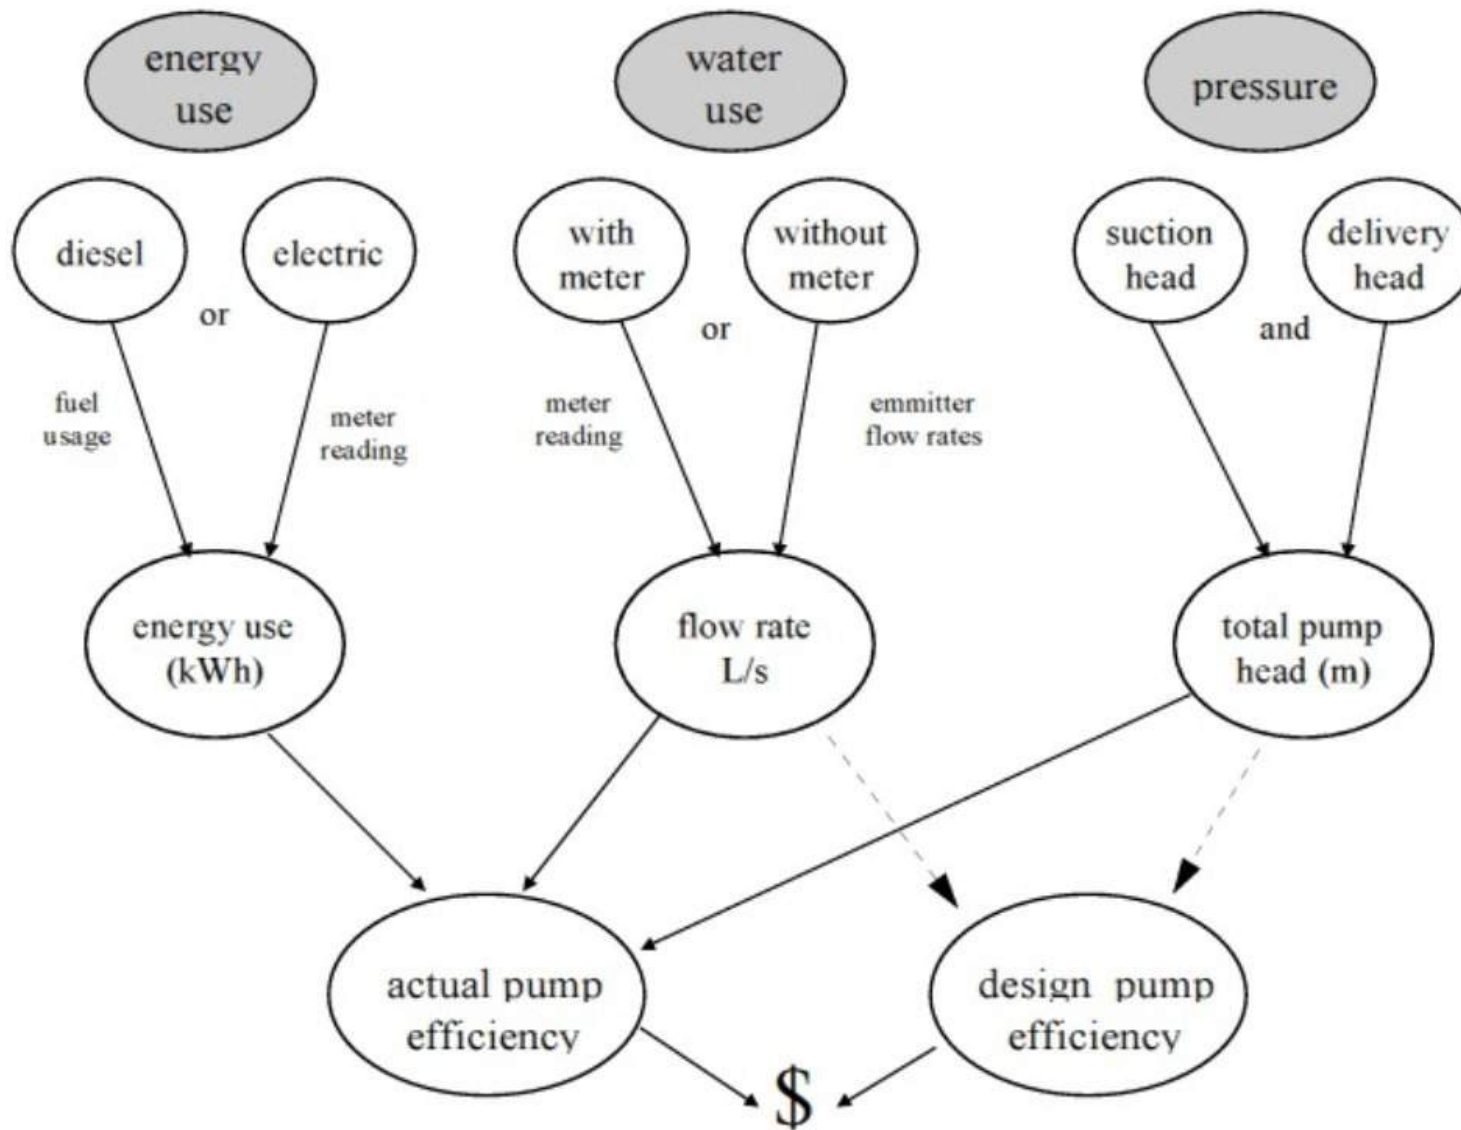 energy
use
water
use
pressure
diesel
electric
with
meter
without
meter
suction
head
delivery
head
or
or
and
fuel
usage
meter
reading
meter
reading
emmitter
flow rates
energy use
(kWh)
flow rate
L/s
total pump
head (m)
actual pump
efficiency
design pump
efficiency
$